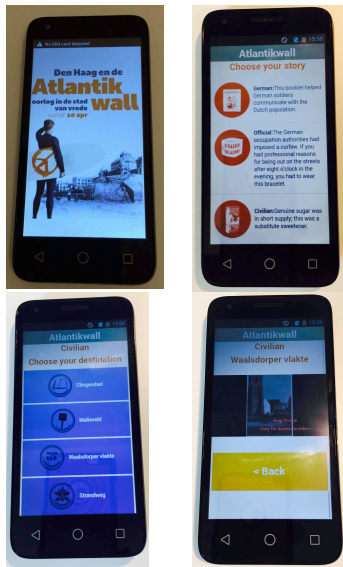 No SIM card detected
Den Haag en de
Atlantik
wall
oorlog in de stad
van vrede
vanaf 10 apr
15:50
Atlantikwall
Choose your story
German:This booklet helped
German soldiers
communicate with the
Dutch population.
Official:The German
occupation authorities had
imposed a curfew. If you
had professional reasons
for being out on the streets
after eight o'clock in the
evening, you had to wear
this bracelet.
Civilian:Genuine sugar was
in short supply; this was a
substitute sweetener.
15:50
Atlantikwall
Civilian
Choose your destination
Clingendael
Malieveld
Waalsdorper vlakte
Strandweg
Atlantikwall
Civilian
Waalsdorper vlakte
< Back